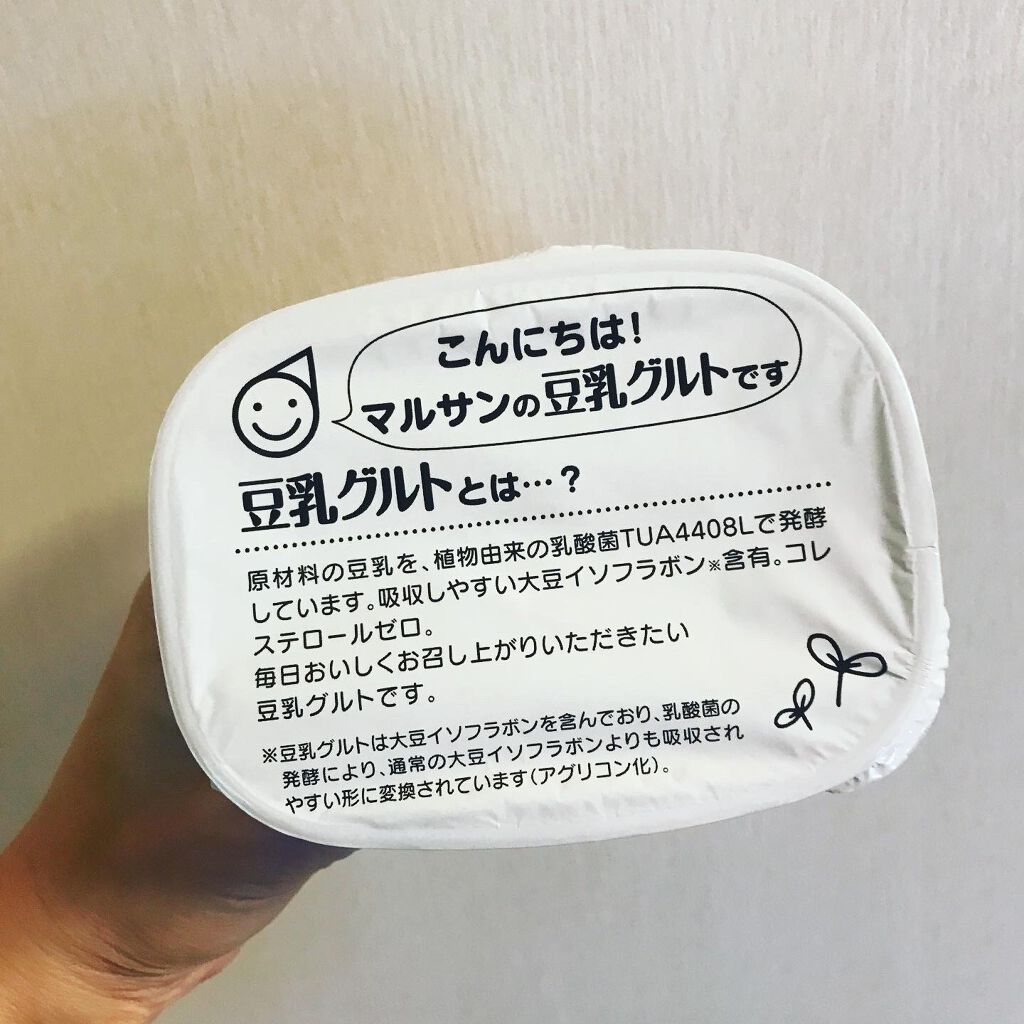 こんにちは!
マルサンの豆乳グルトです
豆乳グルトとは…?
原材料の豆乳を、植物由来の乳酸菌TUA4408Lで発酵
しています。吸収しやすい大豆イソフラボン※含有。コレ
ステロールゼロ。
毎日おいしくお召し上がりいただきたい
豆乳グルトです。
※豆乳グルトは大豆イソフラボンを含んでおり、乳酸菌の
発酵により、通常の大豆イソフラボンよりも吸収され
やすい形に変換されています(アグリコン化)。